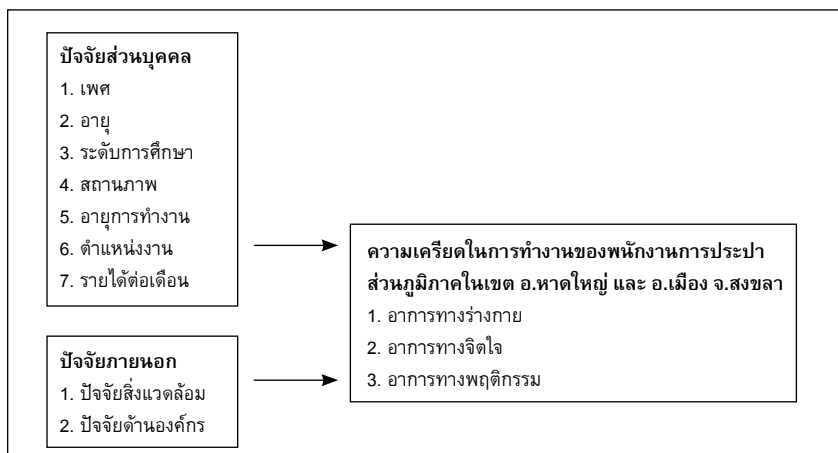 ปัจจัยส่วนบุคคล
1. เพศ
2. อายุ
3. ระดับการศึกษา
4. สถานภาพ
5. อายุการทำงาน
6. ตำแหน่งงาน
7. รายได้ต่อเดือน
ปัจจัยภายนอก
1. ปัจจัยสิ่งแวดล้อม
2. ปัจจัยด้านองค์กร
ความเครียดในการทำงานของพนักงานการประปา
ส่วนภูมิภาคในเขต อ.หาดใหญ่ และ อ.เมือง จ.สงขลา
1. อาการทางร่างกาย
2. อาการทางจิตใจ
3. อาการทางพฤติกรรม